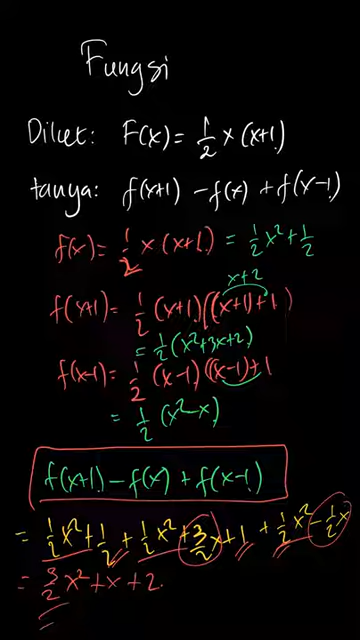 Fungsi
Diket: F(x) = 1/2 x (x+1)
tanya: f(x+1) - f(x) + f(x-1)
f(x) = 1/2 x (x+1) = 1/2 x² + 1/2
x+2
f(x+1) = 1/2 (x+1) ((x+1)+1)
= 1/2 (x²+3x+2)
f(x-1) = 1/2 (x-1) ((x-1)+1
= 1/2 (x²-x)
f(x+1) - f(x) + f(x-1)
= 1/2 x² + 1/2 + 1/2 x² + 3/2 x + 1 + 1/2 x² - 1/2 x
= 3/2 x² + x + 2